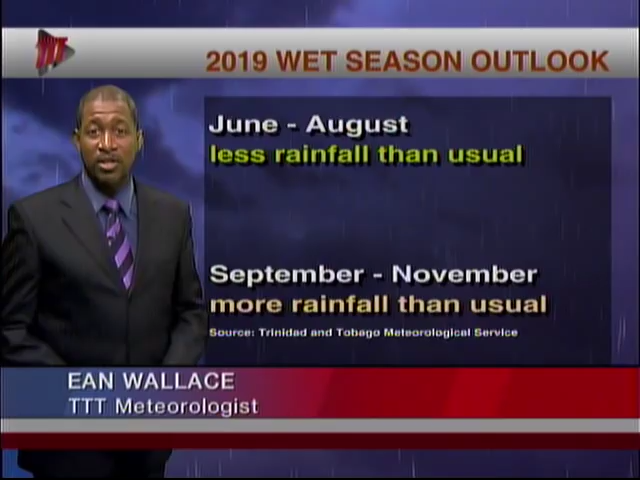 TTT
2019 WET SEASON OUTLOOK
June - August
less rainfall than usual
September - November
more rainfall than usual
Source: Trinidad and Tobago Meteorological Service
EAN WALLACE
TTT Meteorologist